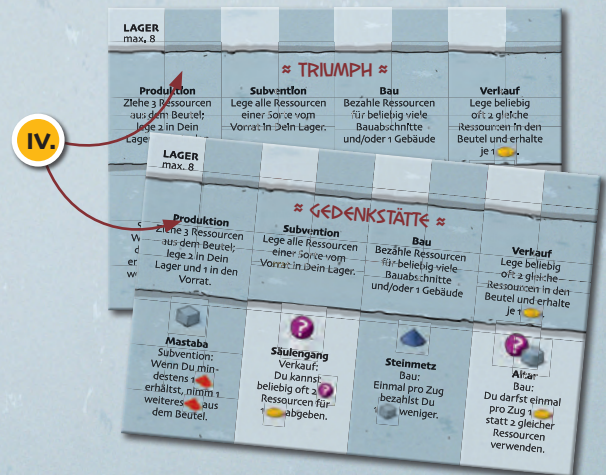 IV.
LAGER
max. 8
≈ TRIUMPH ≈
Produktion
Ziehe 3 Ressourcen
aus dem Beutel;
lege 2 in Dein
Subvention
Lege alle Ressourcen
einer Sorte vom
Vorrat in Dein Lager.
Bau
Bezahle Ressourcen
für beliebig viele
Bauabschnitte
und/oder 1 Gebäude
Verkauf
Lege beliebig
oft 2 gleiche
Ressourcen in den
Beutel und erhalte
je 1
LAGER
max. 8
≈ GEDENKSTÄTTE ≈
Produktion
Ziehe 3 Ressourcen
aus dem Beutel;
lege 2 in Dein
Lager und 1 in den
Vorrat.
Subvention
Lege alle Ressourcen
einer Sorte vom
Vorrat in Dein Lager.
Bau
Bezahle Ressourcen
für beliebig viele
Bauabschnitte
und/oder 1 Gebäude
Verkauf
Lege beliebig
oft 2 gleiche
Ressourcen in den
Beutel und erhalte
je 1
Mastaba
Subvention:
Wenn Du min-
destens 1
erhältst, nimm 1
weiteres aus
dem Beutel.
?
Säulengang
Verkauf:
Du kannst
beliebig oft 2 ?
Ressourcen für
1 abgeben.
Steinmetz
Bau:
Einmal pro Zug
bezahlst Du
1 weniger.
?
Altar
Bau:
Du darfst einmal
pro Zug 1
statt 2 gleicher
Ressourcen
verwenden.